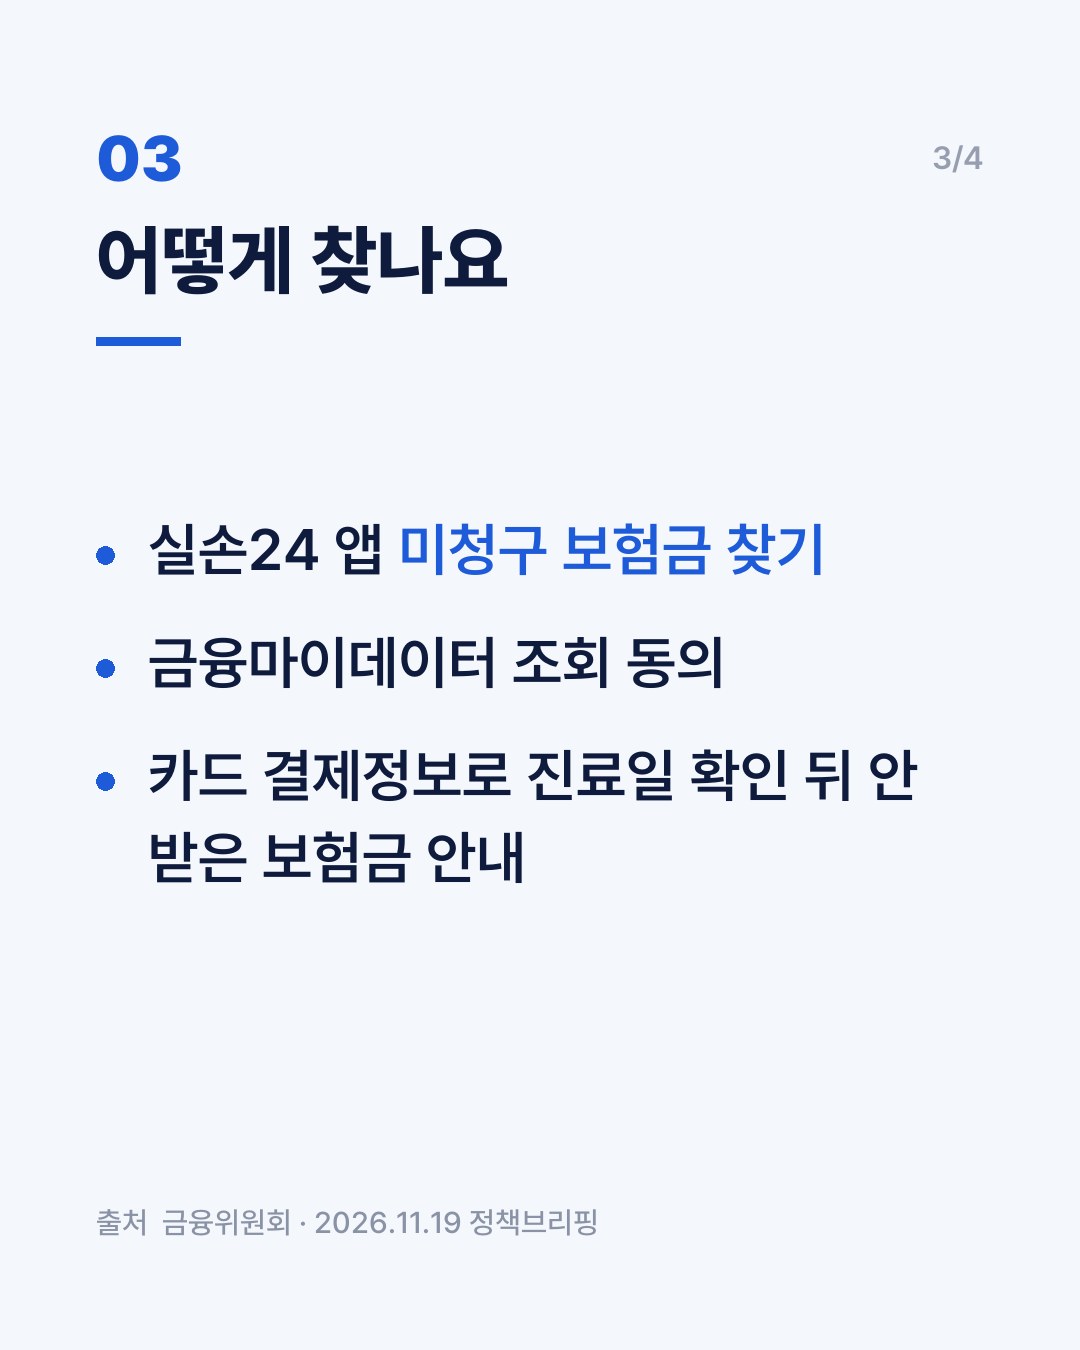 03
3/4
어떻게 찾나요
실손24 앱 미청구 보험금 찾기
금융마이데이터 조회 동의
카드 결제정보로 진료일 확인 뒤 안
받은 보험금 안내
출처 금융위원회 · 2026.11.19 정책브리핑